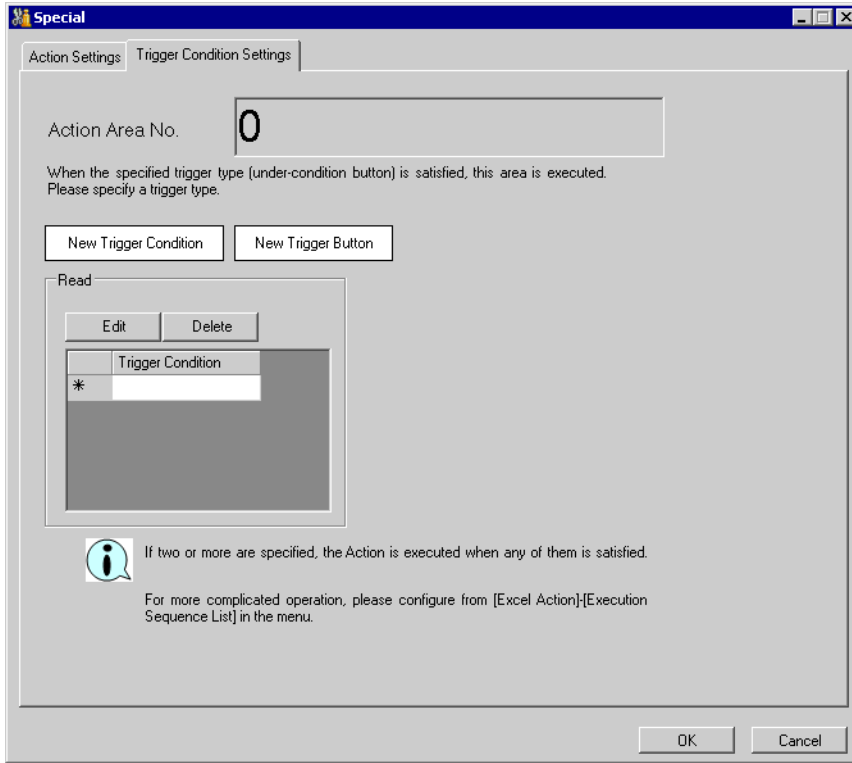 Special
Action Settings
Trigger Condition Settings
Action Area No.
0
When the specified trigger type (under-condition button) is satisfied, this area is executed.
Please specify a trigger type.
New Trigger Condition
New Trigger Button
Read
Edit
Delete
Trigger Condition
*
If two or more are specified, the Action is executed when any of them is satisfied.
For more complicated operation, please configure from [Excel Action]-[Execution
Sequence List] in the menu.
OK
Cancel